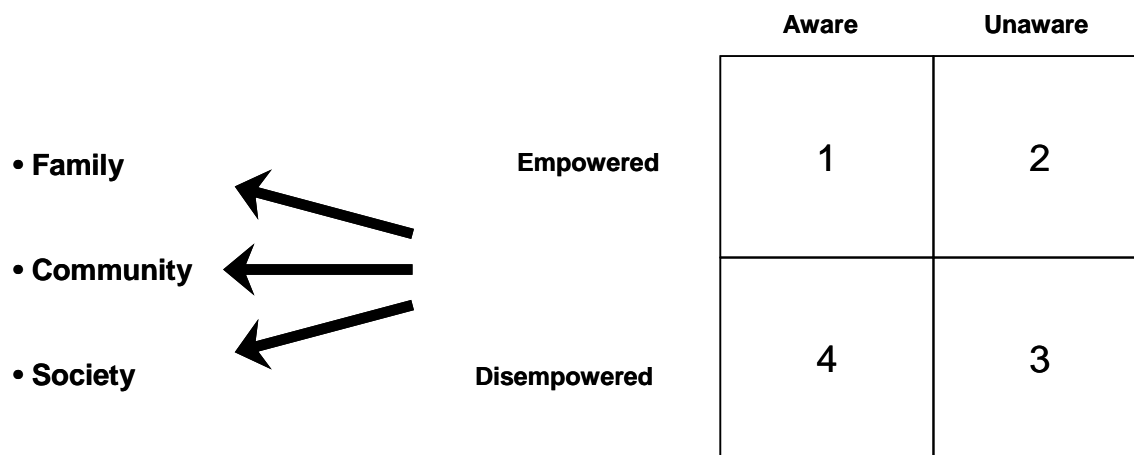 Aware Unaware
• Family Empowered 1 2
• Community
• Society Disempowered 4 3